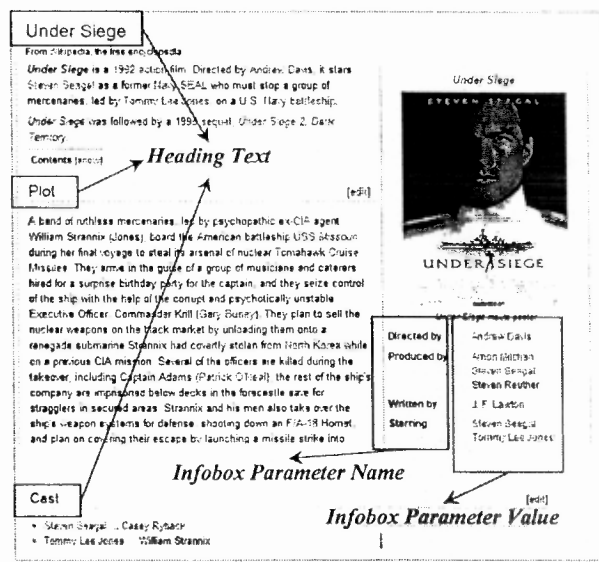 Under Siege
From Wikipedia, the free encyclopedia
Under Siege is a 1992 action film. Directed by Andrew Davis, it stars
Steven Seagal as a former Navy SEAL who must stop a group of
mercenaries, led by Tommy Lee Jones, on a U.S. Navy battleship.
Under Siege was followed by a 1995 sequel, Under Siege 2: Dark
Territory.
Contents [show]
Heading Text
Plot
[edit]
A band of ruthless mercenaries, led by psychopathic ex-CIA agent
William Strannix (Jones), board the American battleship USS Missouri
during her final voyage to steal its arsenal of nuclear Tomahawk Cruise
Missiles. They arrive in the guise of a group of musicians and caterers
hired for a surprise birthday party for the captain, and they seize control
of the ship with the help of the corrupt and psychotically unstable
Executive Officer, Commander Krill (Gary Busey). They plan to sell the
nuclear weapons on the black market by unloading them onto a
renegade submarine Strannix had covertly stolen from North Korea while
on a previous CIA mission. Several of the officers are killed during the
takeover, including Captain Adams (Patrick O'Neal); the rest of the ship's
company are imprisoned below decks in the forecastle save for
stragglers in secured areas. Strannix and his men also take over the
ship's weapon systems for defense, shooting down an F/A-18 Hornet,
and plan on covering their escape by launching a missile strike into
Under Siege
STEVEN SEAGAL
UNDER SIEGE
Under Siege movie poster
Directed by Andrew Davis
Produced by Arnon Milchan
Steven Seagal
Steven Reuther
Written by J.F. Lawton
Starring Steven Seagal
Tommy Lee Jones
Infobox Parameter Name
Cast
[edit]
Infobox Parameter Value
Steven Seagal ... Casey Ryback
Tommy Lee Jones ... William Strannix